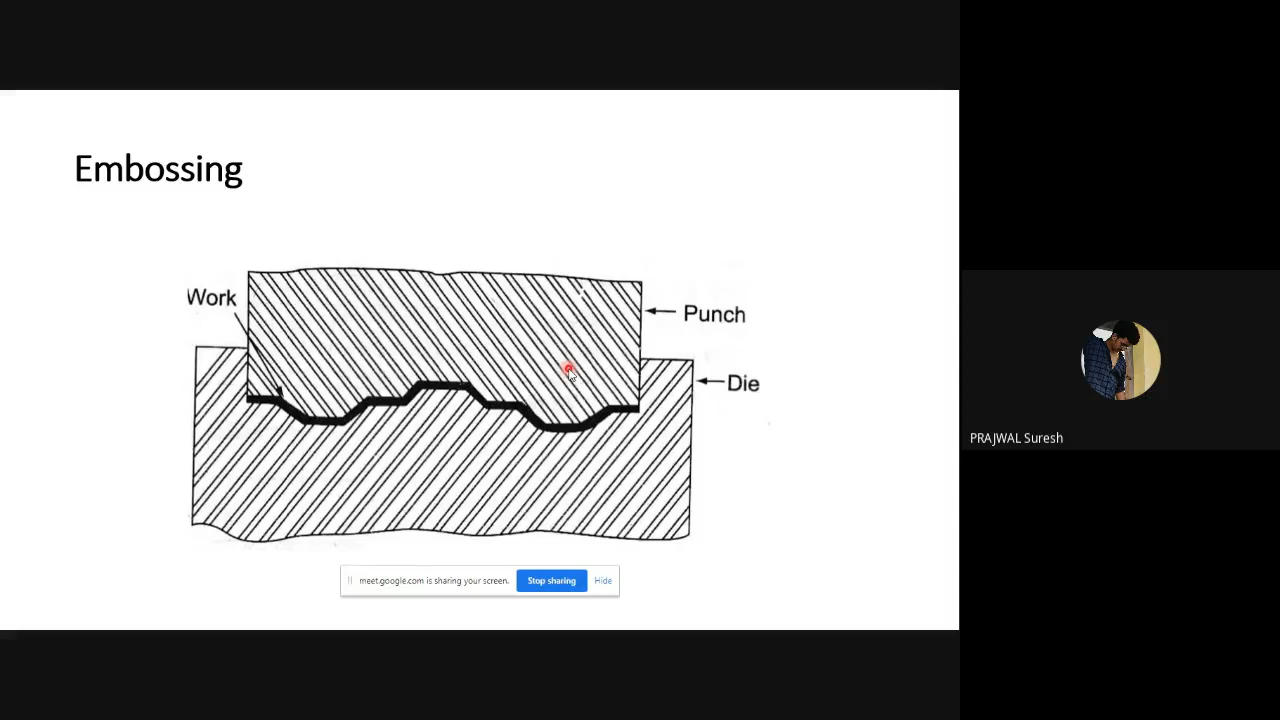 Embossing
Work
Punch
Die
meet.google.com is sharing your screen.
Stop sharing
Hide
PRAJWAL Suresh